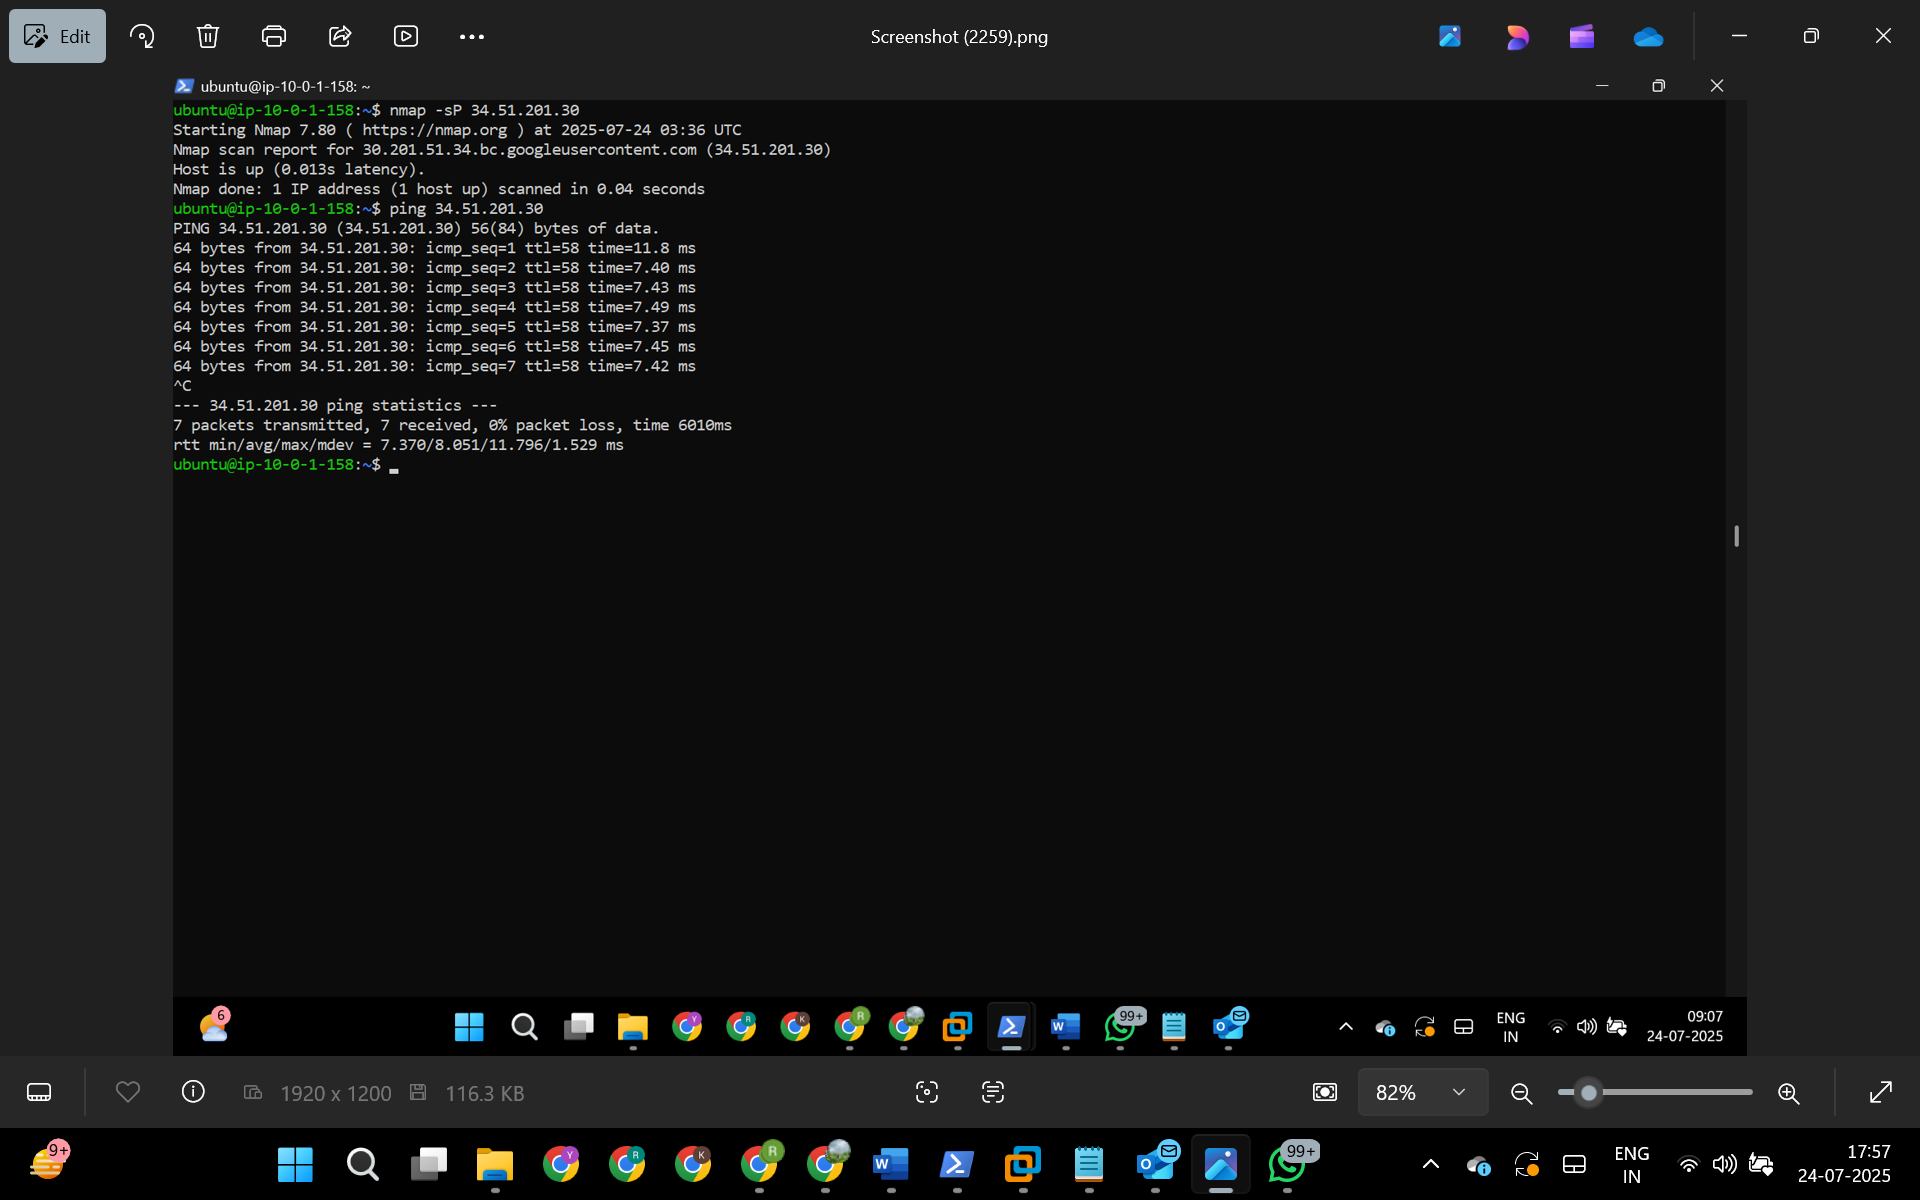 Edit
Screenshot (2259).png
ubuntu@ip-10-0-1-158: ~
ubuntu@ip-10-0-1-158:~$ nmap -sP 34.51.201.30
Starting Nmap 7.80 ( https://nmap.org ) at 2025-07-24 03:36 UTC
Nmap scan report for 30.201.51.34.bc.googleusercontent.com (34.51.201.30)
Host is up (0.013s latency).
Nmap done: 1 IP address (1 host up) scanned in 0.04 seconds
ubuntu@ip-10-0-1-158:~$ ping 34.51.201.30
PING 34.51.201.30 (34.51.201.30) 56(84) bytes of data.
64 bytes from 34.51.201.30: icmp_seq=1 ttl=58 time=11.8 ms
64 bytes from 34.51.201.30: icmp_seq=2 ttl=58 time=7.40 ms
64 bytes from 34.51.201.30: icmp_seq=3 ttl=58 time=7.43 ms
64 bytes from 34.51.201.30: icmp_seq=4 ttl=58 time=7.49 ms
64 bytes from 34.51.201.30: icmp_seq=5 ttl=58 time=7.37 ms
64 bytes from 34.51.201.30: icmp_seq=6 ttl=58 time=7.45 ms
64 bytes from 34.51.201.30: icmp_seq=7 ttl=58 time=7.42 ms
^C
--- 34.51.201.30 ping statistics ---
7 packets transmitted, 7 received, 0% packet loss, time 6010ms
rtt min/avg/max/mdev = 7.370/8.051/11.796/1.529 ms
ubuntu@ip-10-0-1-158:~$ _
6
Y
R
K
R
W
99+
O
ENG
IN
09:07
24-07-2025
1920 x 1200
116.3 KB
82%
9+
Y
R
K
R
W
O
99+
ENG
IN
17:57
24-07-2025